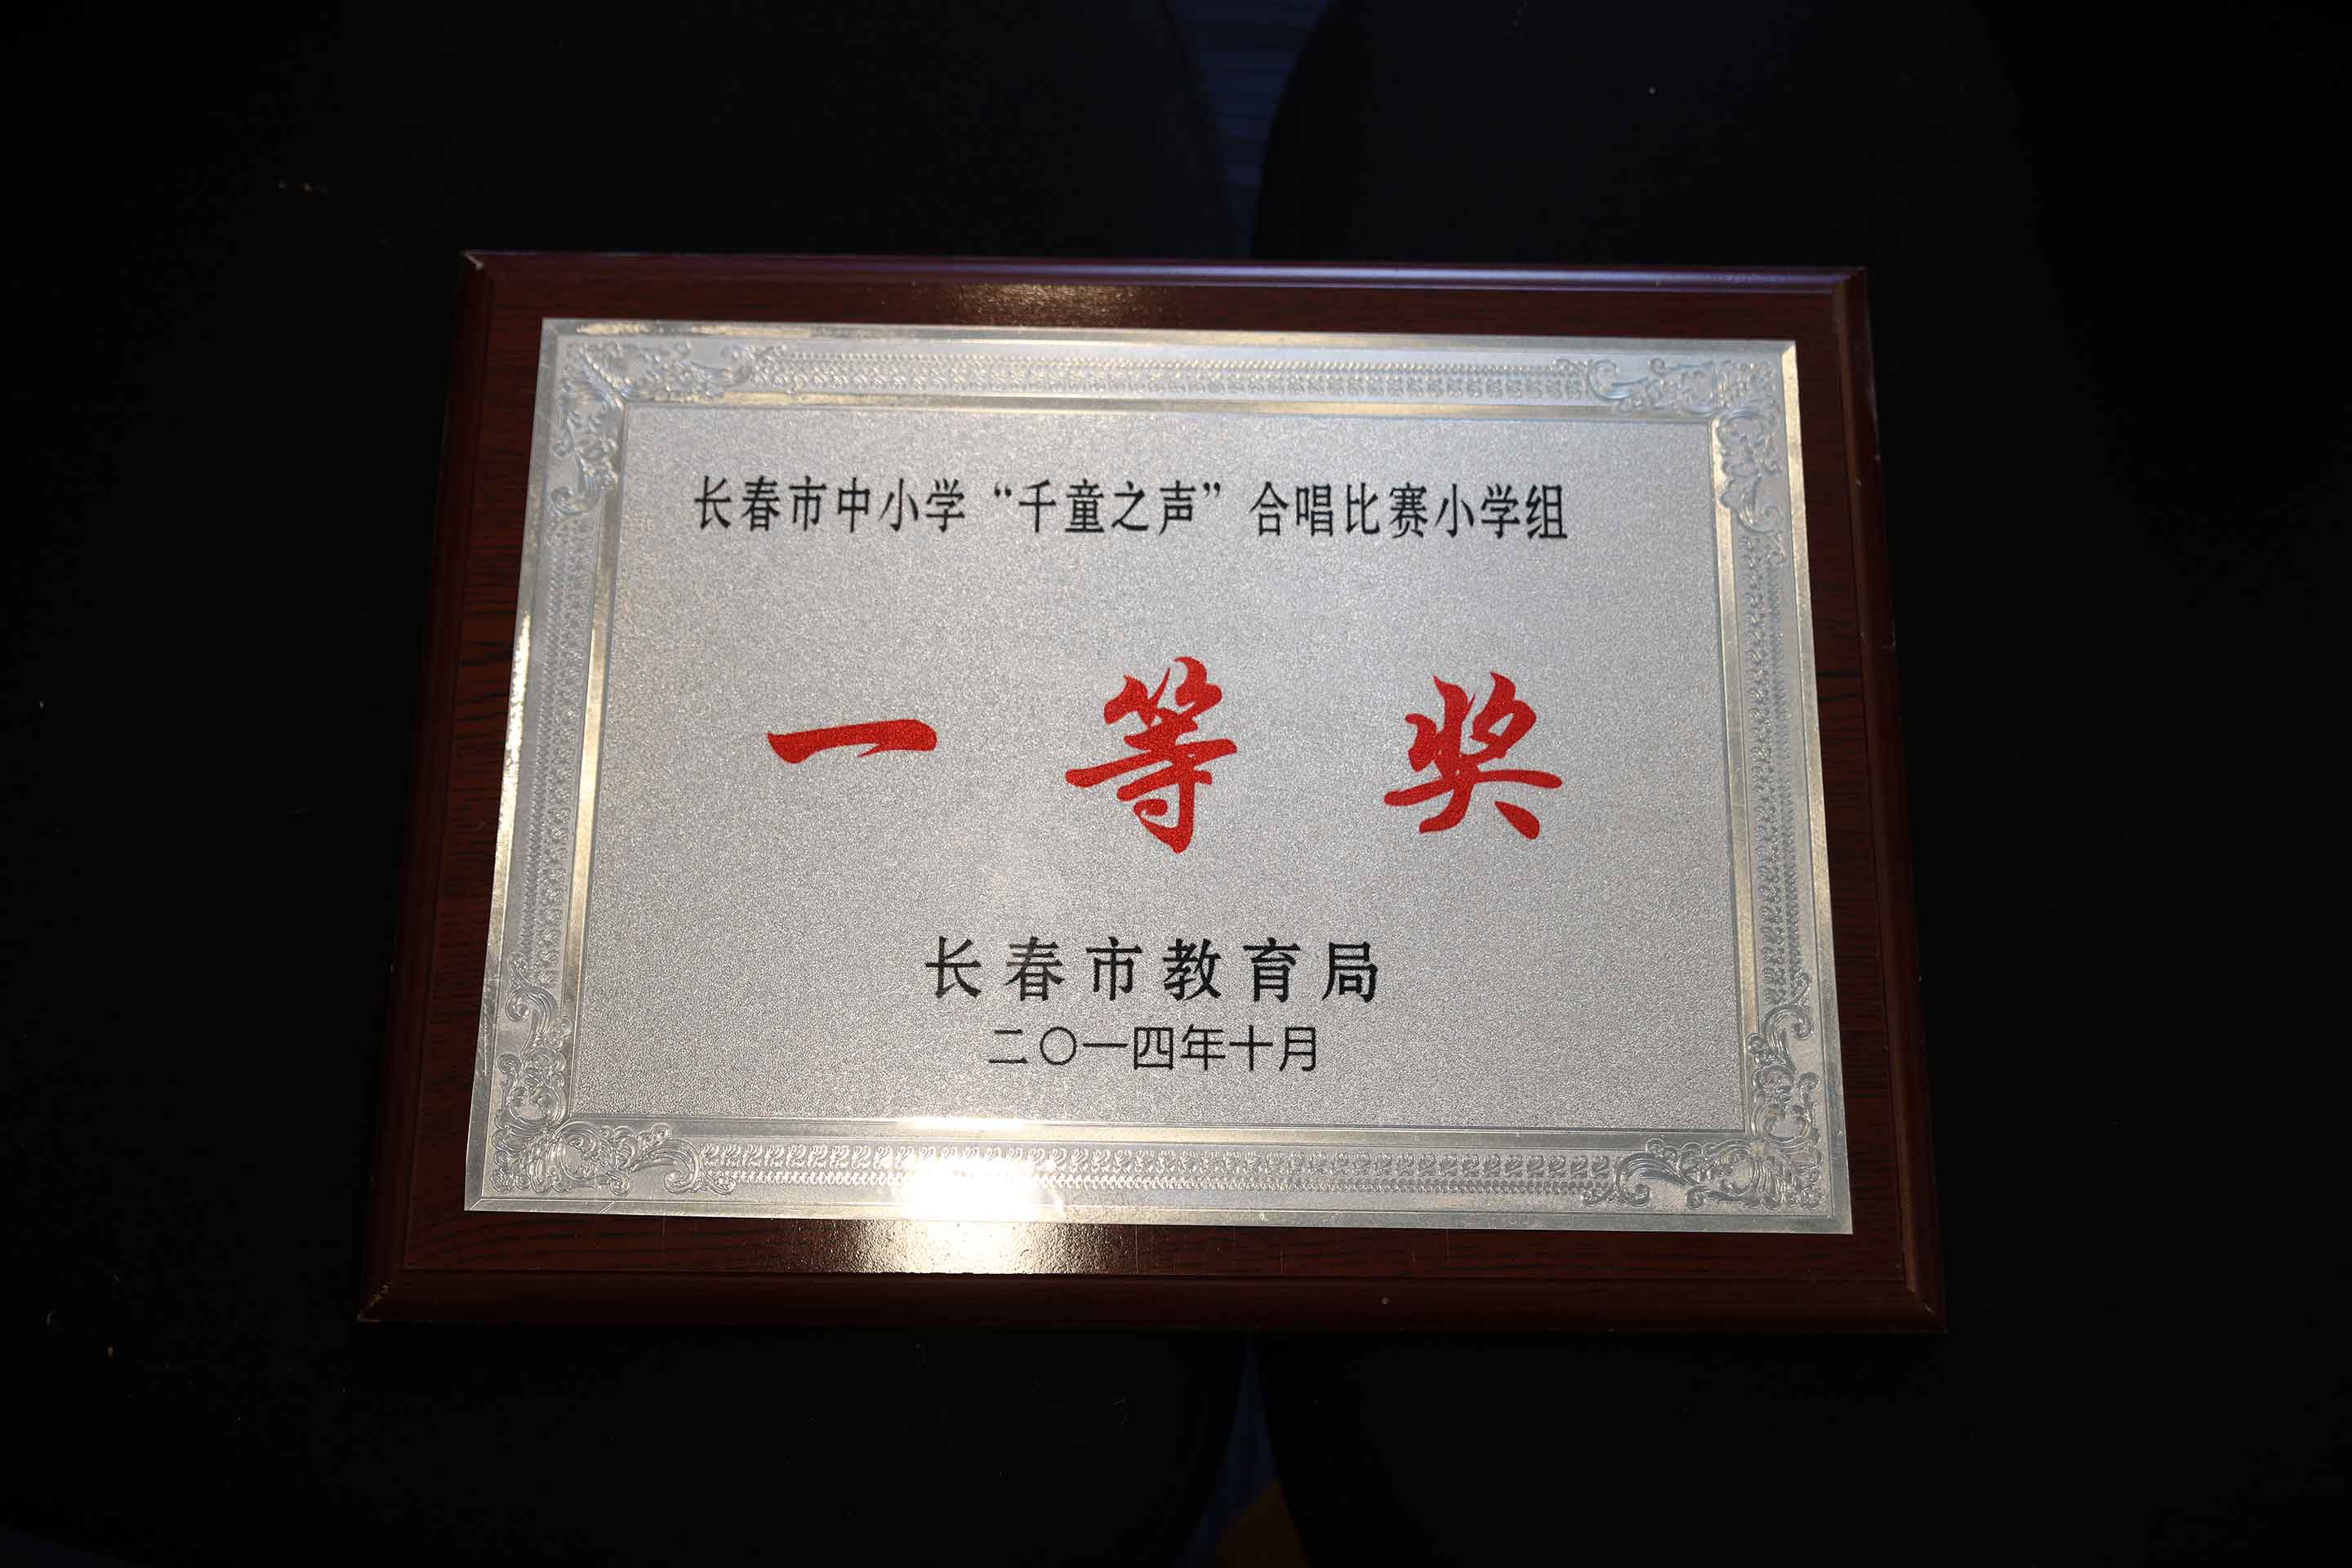 长春市中小学“千童之声”合唱比赛小学组
一等奖
长春市教育局
二〇一四年十月